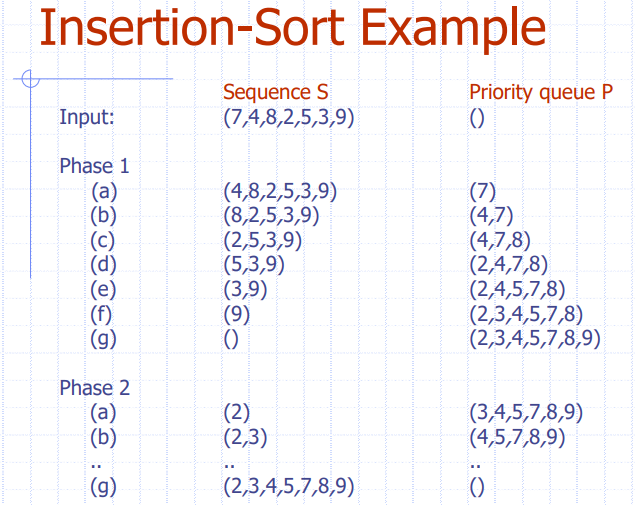 Insertion-Sort Example
Sequence S Priority queue P
Input: (7,4,8,2,5,3,9) ()
Phase 1
(a) (4,8,2,5,3,9) (7)
(b) (8,2,5,3,9) (4,7)
(c) (2,5,3,9) (4,7,8)
(d) (5,3,9) (2,4,7,8)
(e) (3,9) (2,4,5,7,8)
(f) (9) (2,3,4,5,7,8)
(g) () (2,3,4,5,7,8,9)
Phase 2
(a) (2) (3,4,5,7,8,9)
(b) (2,3) (4,5,7,8,9)
.. .. ..
(g) (2,3,4,5,7,8,9) ()